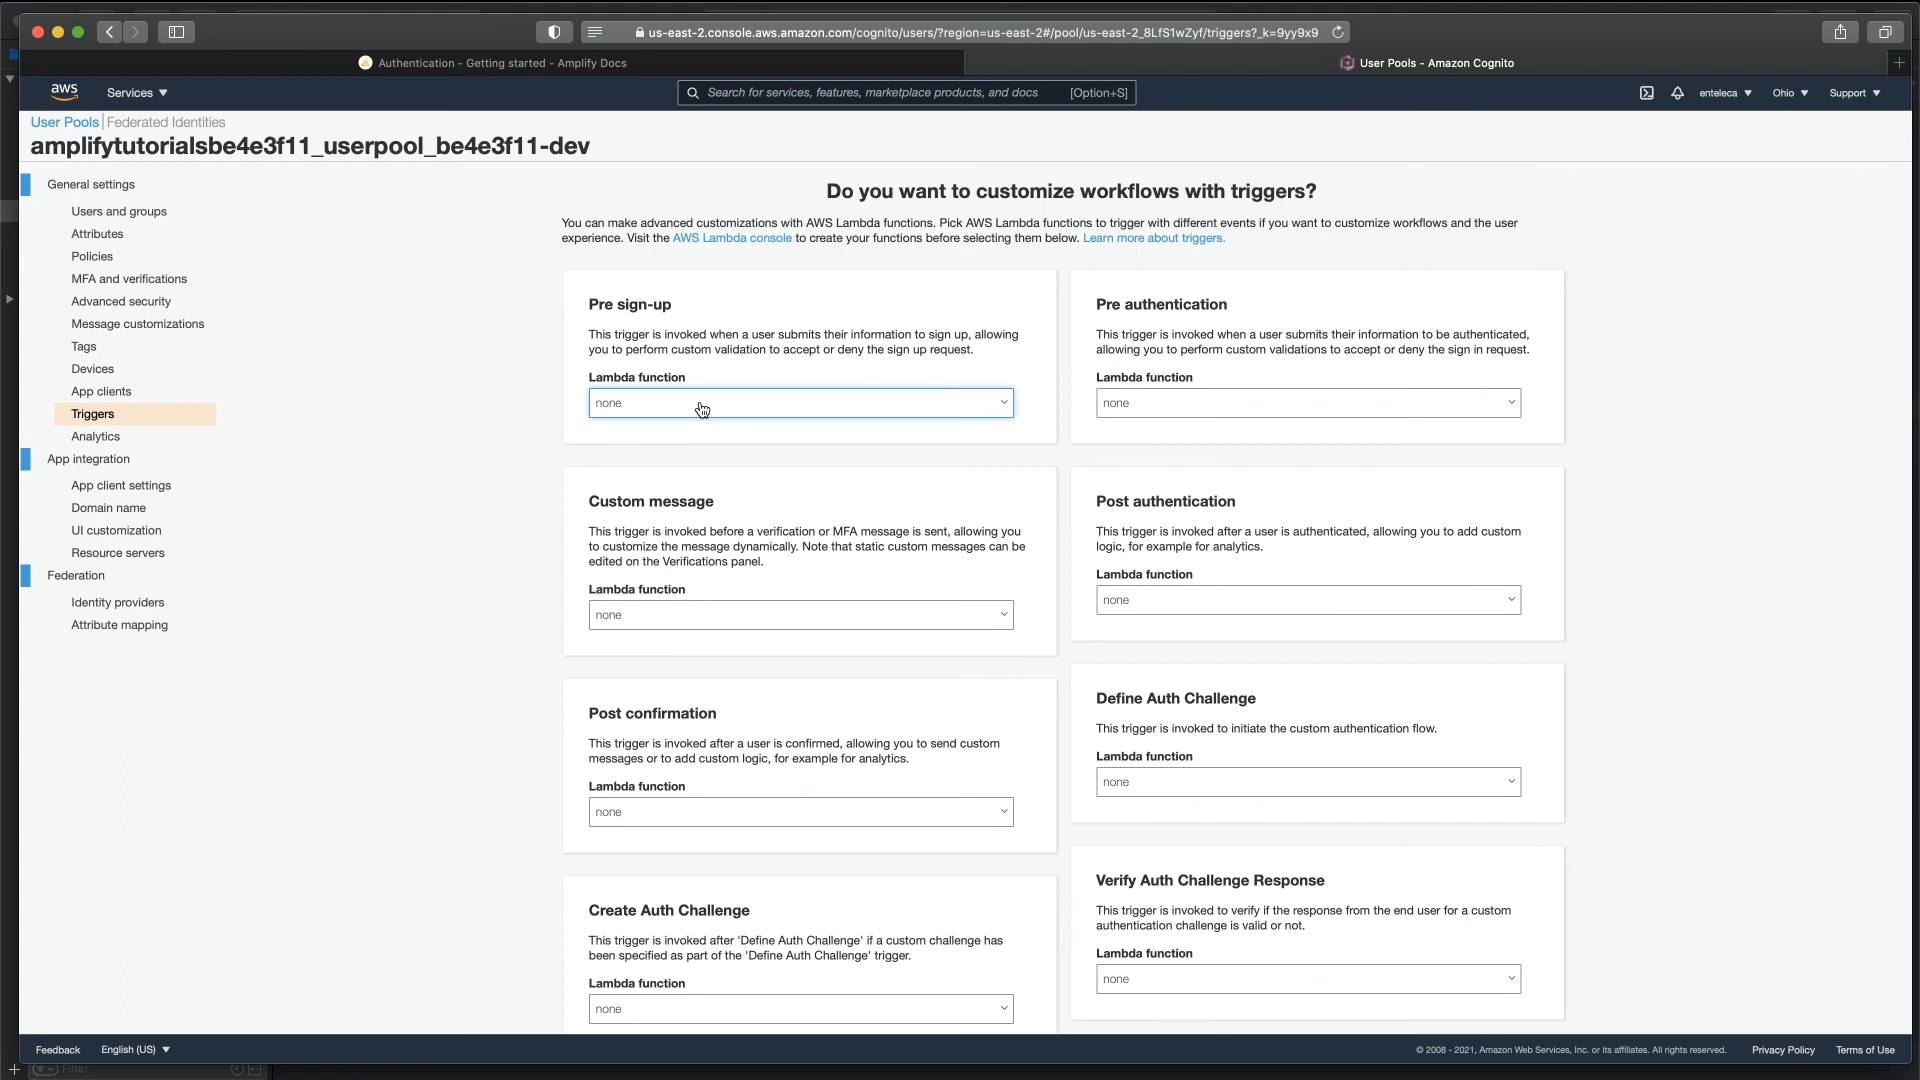 us-east-2.console.aws.amazon.com/cognito/users/?region=us-east-2#/pool/us-east-2_8LfS1wZyf/triggers?_k=9yy9x9
Authentication - Getting started - Amplify Docs
User Pools - Amazon Cognito
aws
Services
Search for services, features, marketplace products, and docs
[Option+S]
enteleca
Ohio
Support
User Pools
Federated Identities
amplifytutorialsbe4e3f11_userpool_be4e3f11-dev
General settings
Users and groups
Attributes
Policies
MFA and verifications
Advanced security
Message customizations
Tags
Devices
App clients
Triggers
Analytics
App integration
App client settings
Domain name
UI customization
Resource servers
Federation
Identity providers
Attribute mapping
Do you want to customize workflows with triggers?
You can make advanced customizations with AWS Lambda functions. Pick AWS Lambda functions to trigger with different events if you want to customize workflows and the user
experience. Visit the AWS Lambda console to create your functions before selecting them below. Learn more about triggers.
Pre sign-up
This trigger is invoked when a user submits their information to sign up, allowing
you to perform custom validation to accept or deny the sign up request.
Lambda function
none
Pre authentication
This trigger is invoked when a user submits their information to be authenticated,
allowing you to perform custom validations to accept or deny the sign in request.
Lambda function
none
Custom message
This trigger is invoked before a verification or MFA message is sent, allowing you
to customize the message dynamically. Note that static custom messages can be
edited on the Verifications panel.
Lambda function
none
Post authentication
This trigger is invoked after a user is authenticated, allowing you to add custom
logic, for example for analytics.
Lambda function
none
Post confirmation
This trigger is invoked after a user is confirmed, allowing you to send custom
messages or to add custom logic, for example for analytics.
Lambda function
none
Define Auth Challenge
This trigger is invoked to initiate the custom authentication flow.
Lambda function
none
Create Auth Challenge
This trigger is invoked after 'Define Auth Challenge' if a custom challenge has
been specified as part of the 'Define Auth Challenge' trigger.
Lambda function
none
Verify Auth Challenge Response
This trigger is invoked to verify if the response from the end user for a custom
authentication challenge is valid or not.
Lambda function
none
Feedback
English (US)
© 2008 - 2021, Amazon Web Services, Inc. or its affiliates. All rights reserved.
Privacy Policy
Terms of Use
Filter